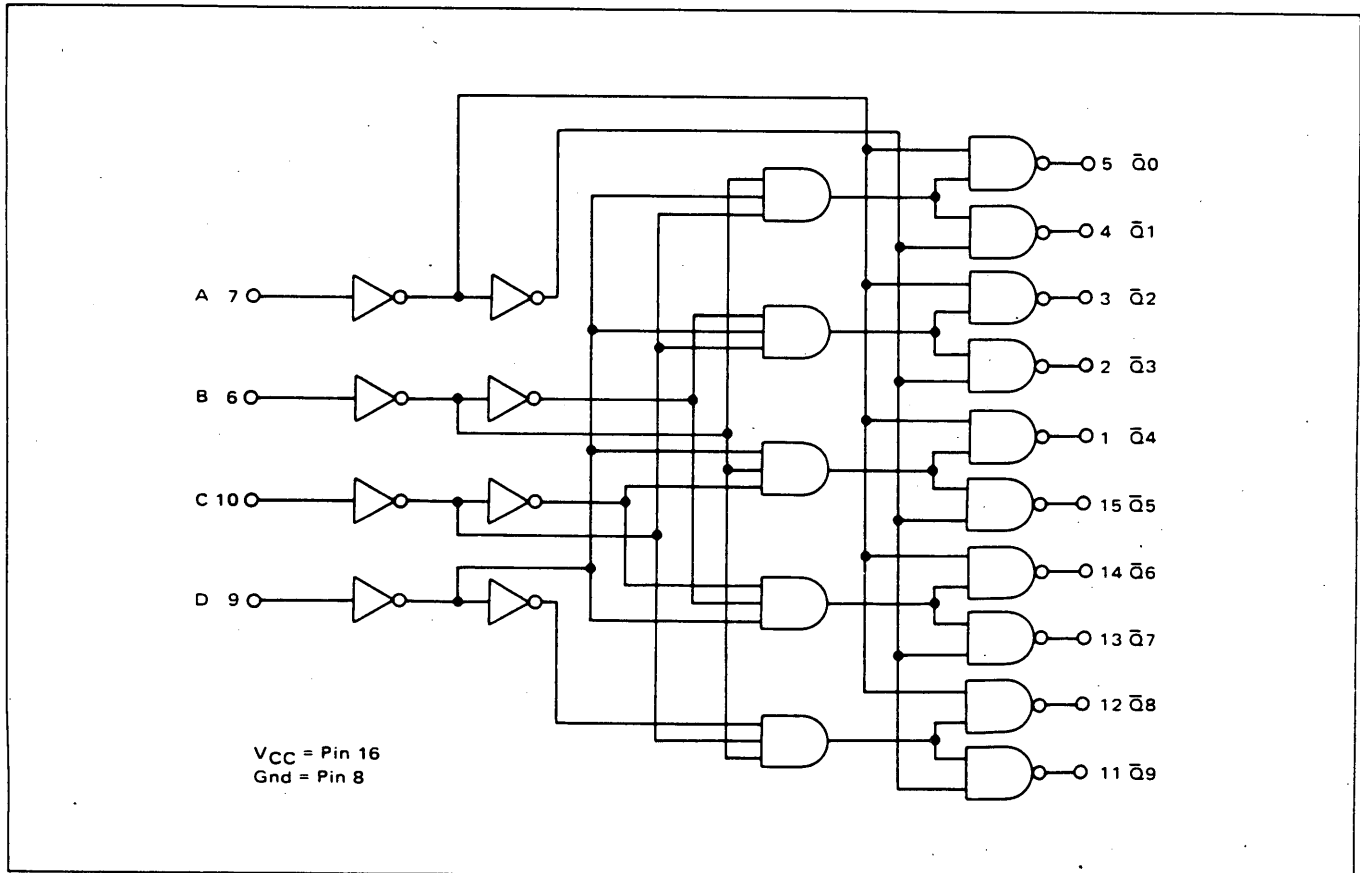 5 Q̄0
4 Q̄1
A 7
3 Q̄2
2 Q̄3
B 6
1 Q̄4
C 10
15 Q̄5
14 Q̄6
D 9
13 Q̄7
12 Q̄8
VCC = Pin 16
Gnd = Pin 8
11 Q̄9